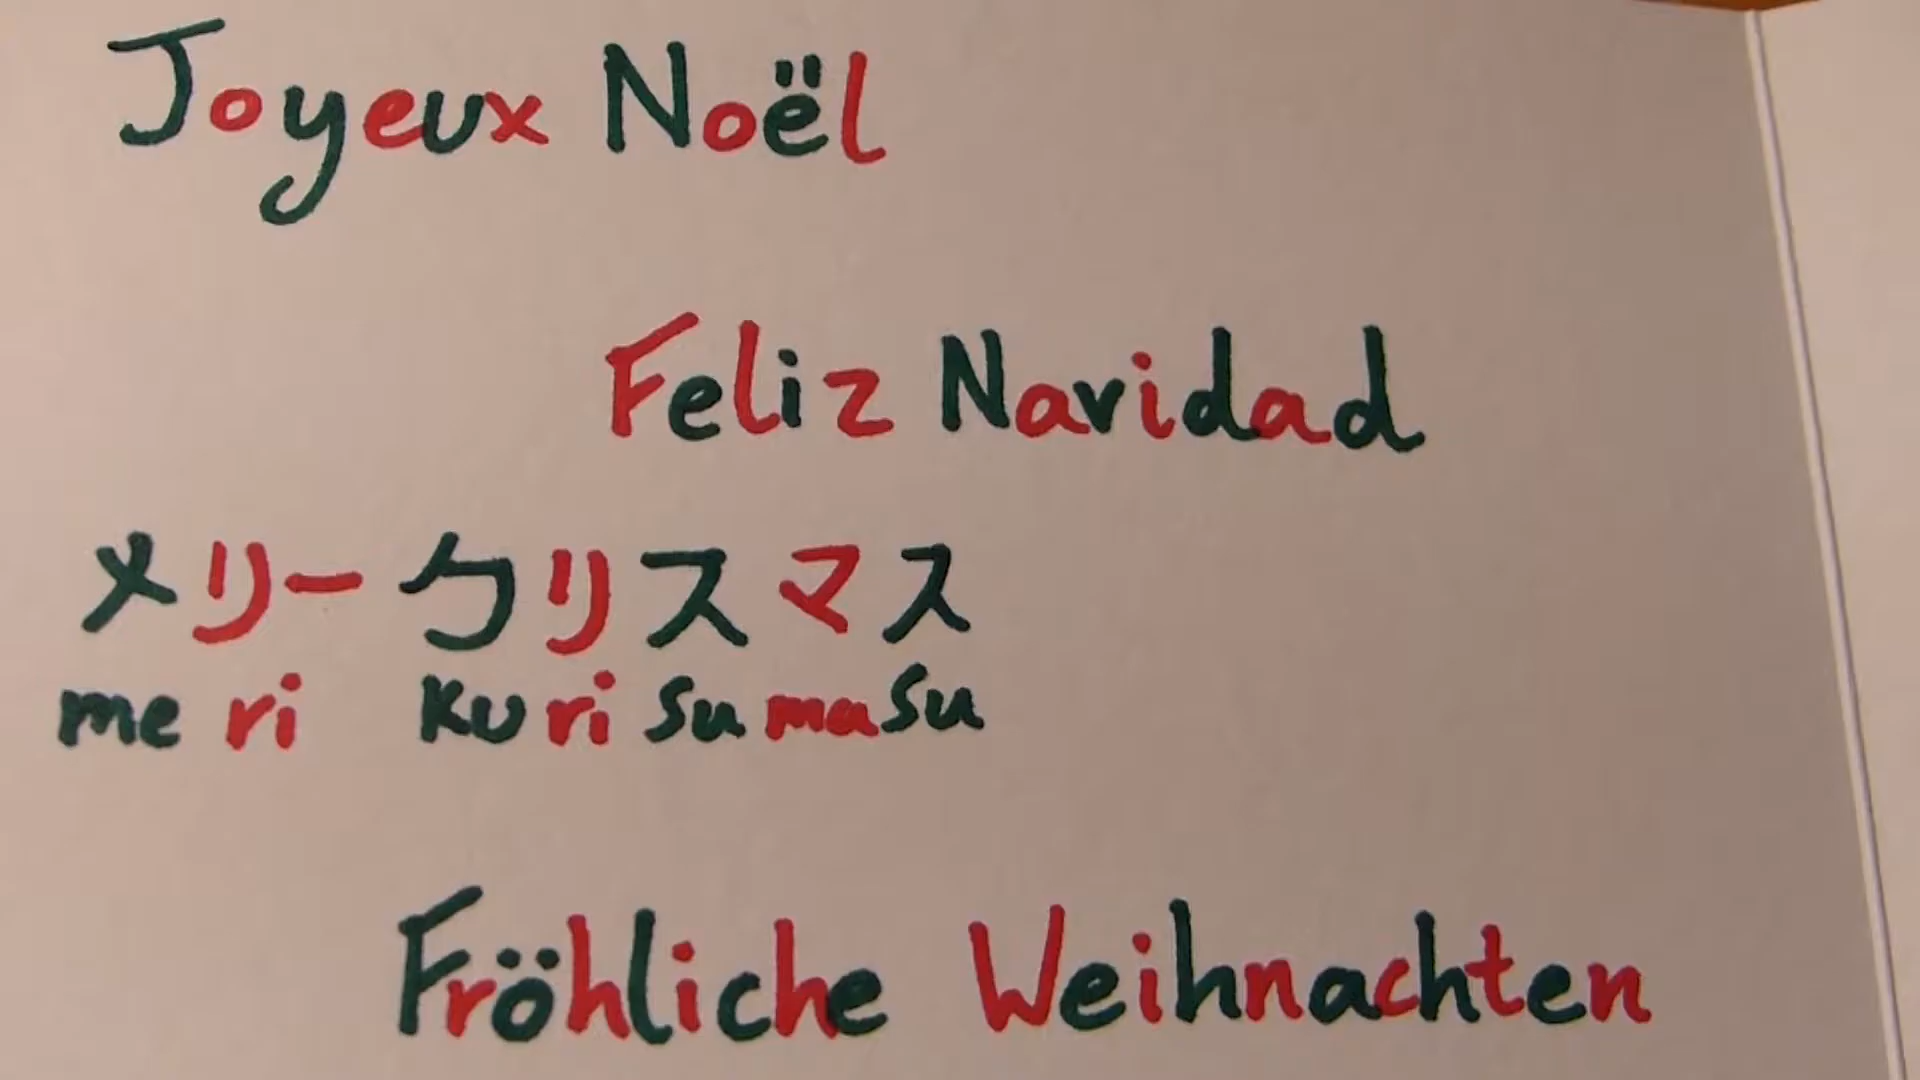 Joyeux Noël
Feliz Navidad
メリークリスマス
me ri ku ri su ma su
Fröhliche Weihnachten